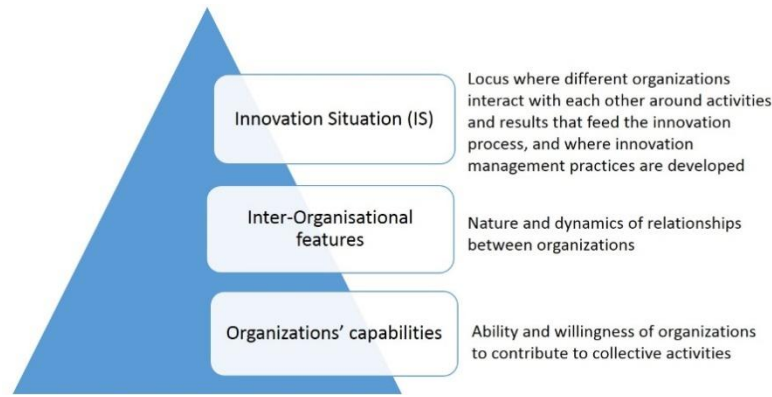 Innovation Situation (IS)
Locus where different organizations
interact with each other around activities
and results that feed the innovation
process, and where innovation
management practices are developed
Inter-Organisational
features
Nature and dynamics of relationships
between organizations
Organizations’ capabilities
Ability and willingness of organizations
to contribute to collective activities